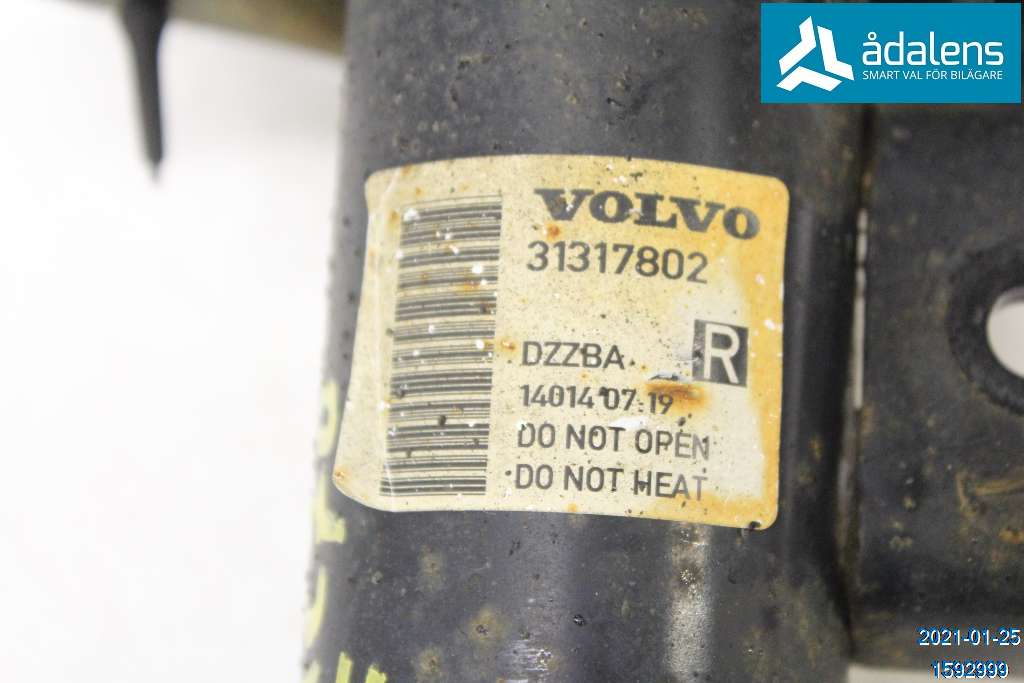 ådalens
SMART VAL FÖR BILÄGARE
VOLVO
31317802
R
DZZBA
14014 07:19
DO NOT OPEN
DO NOT HEAT
2021-01-25
1592999